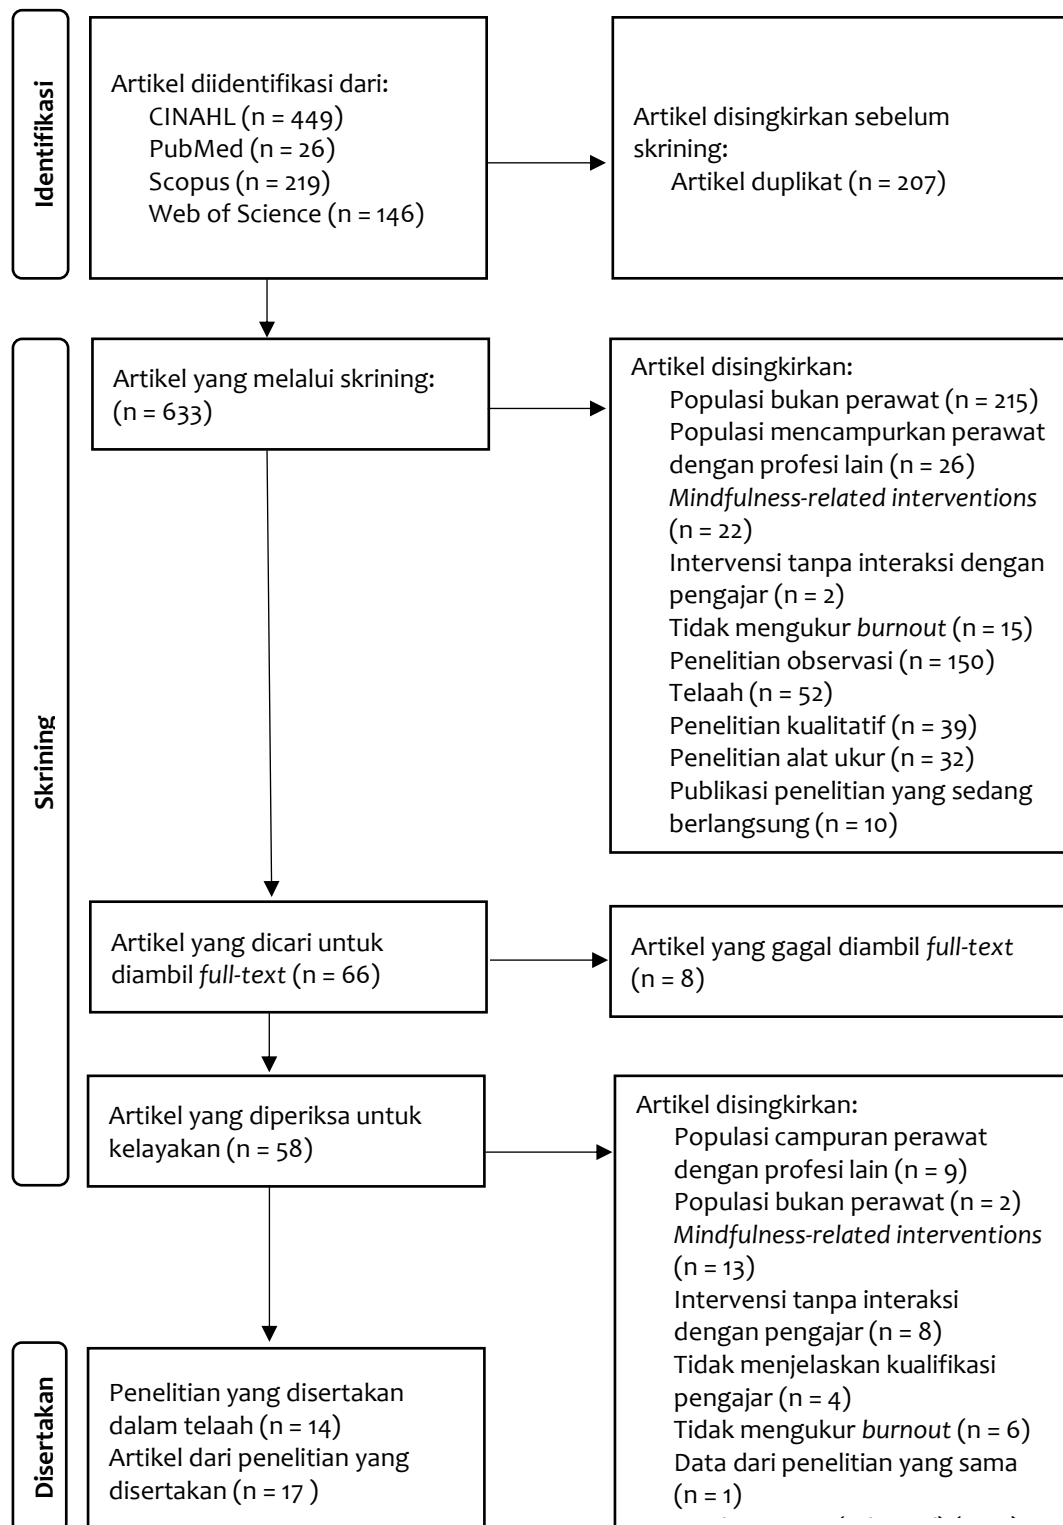 Identifikasi
Artikel diidentifikasi dari:
CINAHL (n = 449)
PubMed (n = 26)
Scopus (n = 219)
Web of Science (n = 146)
Artikel disingkirkan sebelum
skrining:
Artikel duplikat (n = 207)
Skrining
Artikel yang melalui skrining:
(n = 633)
Artikel disingkirkan:
Populasi bukan perawat (n = 215)
Populasi mencampurkan perawat
dengan profesi lain (n = 26)
Mindfulness-related interventions
(n = 22)
Intervensi tanpa interaksi dengan
pengajar (n = 2)
Tidak mengukur burnout (n = 15)
Penelitian observasi (n = 150)
Telaah (n = 52)
Penelitian kualitatif (n = 39)
Penelitian alat ukur (n = 32)
Publikasi penelitian yang sedang
berlangsung (n = 10)
Artikel yang dicari untuk
diambil full-text (n = 66)
Artikel yang gagal diambil full-text
(n = 8)
Artikel yang diperiksa untuk
kelayakan (n = 58)
Artikel disingkirkan:
Populasi campuran perawat
dengan profesi lain (n = 9)
Populasi bukan perawat (n = 2)
Mindfulness-related interventions
(n = 13)
Intervensi tanpa interaksi
dengan pengajar (n = 8)
Tidak menjelaskan kualifikasi
pengajar (n = 4)
Tidak mengukur burnout (n = 6)
Data dari penelitian yang sama
(n = 1)
Disertakan
Penelitian yang disertakan
dalam telaah (n = 14)
Artikel dari penelitian yang
disertakan (n = 17 )